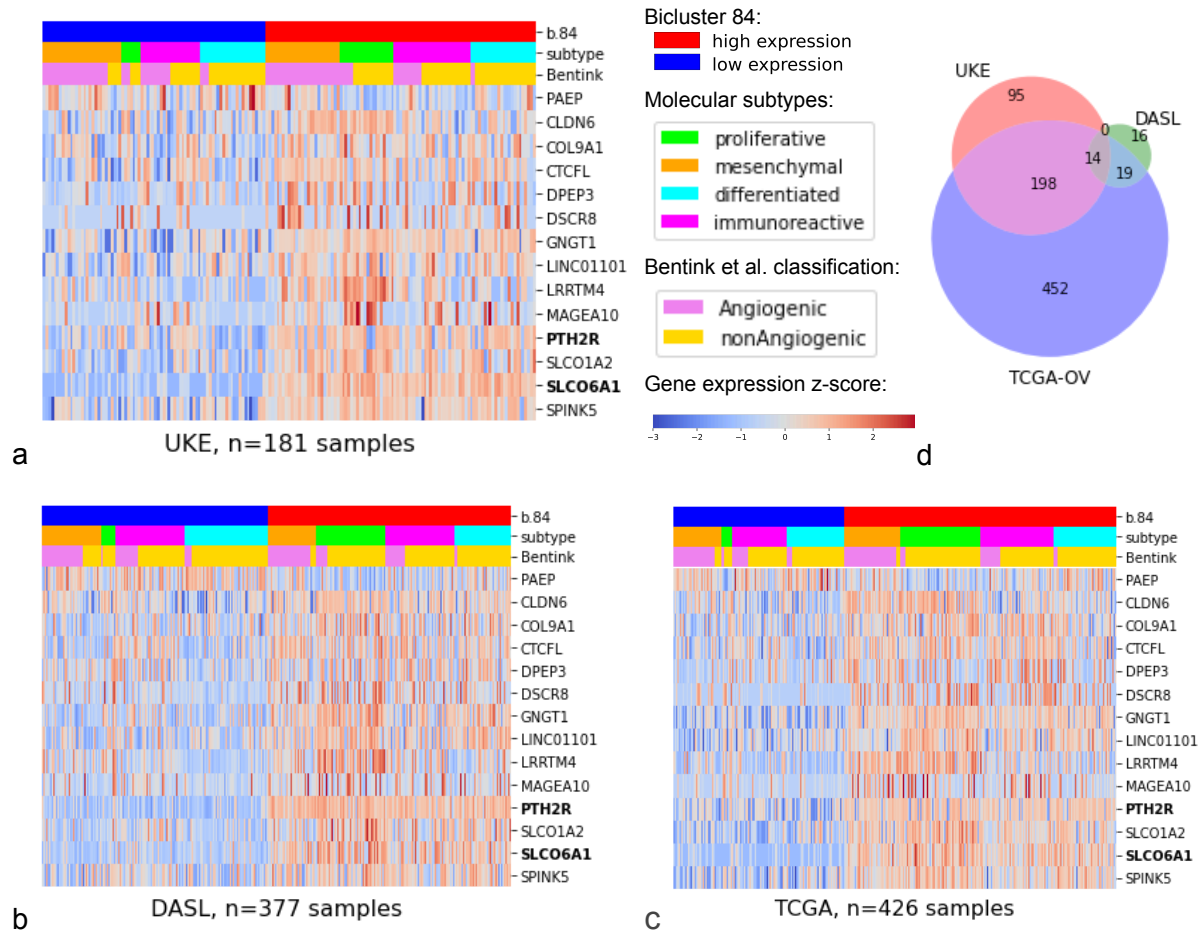 a
b.84
subtype
Bentink
PAEP
CLDN6
COL9A1
CTCFL
DPEP3
DSCR8
GNGT1
LINC01101
LRRTM4
MAGEA10
PTH2R
SLCO1A2
SLCO6A1
SPINK5
UKE, n=181 samples
Bicluster 84:
high expression
low expression
Molecular subtypes:
proliferative
mesenchymal
differentiated
immunoreactive
Bentink et al. classification:
Angiogenic
nonAngiogenic
Gene expression z-score:
−3 −2 −1 0 1 2
d
UKE
95
DASL
0
16
14
19
198
452
TCGA-OV
b.84
subtype
Bentink
PAEP
CLDN6
COL9A1
CTCFL
DPEP3
DSCR8
GNGT1
LINC01101
LRRTM4
MAGEA10
PTH2R
SLCO1A2
SLCO6A1
SPINK5
b
DASL, n=377 samples
b.84
subtype
Bentink
PAEP
CLDN6
COL9A1
CTCFL
DPEP3
DSCR8
GNGT1
LINC01101
LRRTM4
MAGEA10
PTH2R
SLCO1A2
SLCO6A1
SPINK5
c
TCGA, n=426 samples